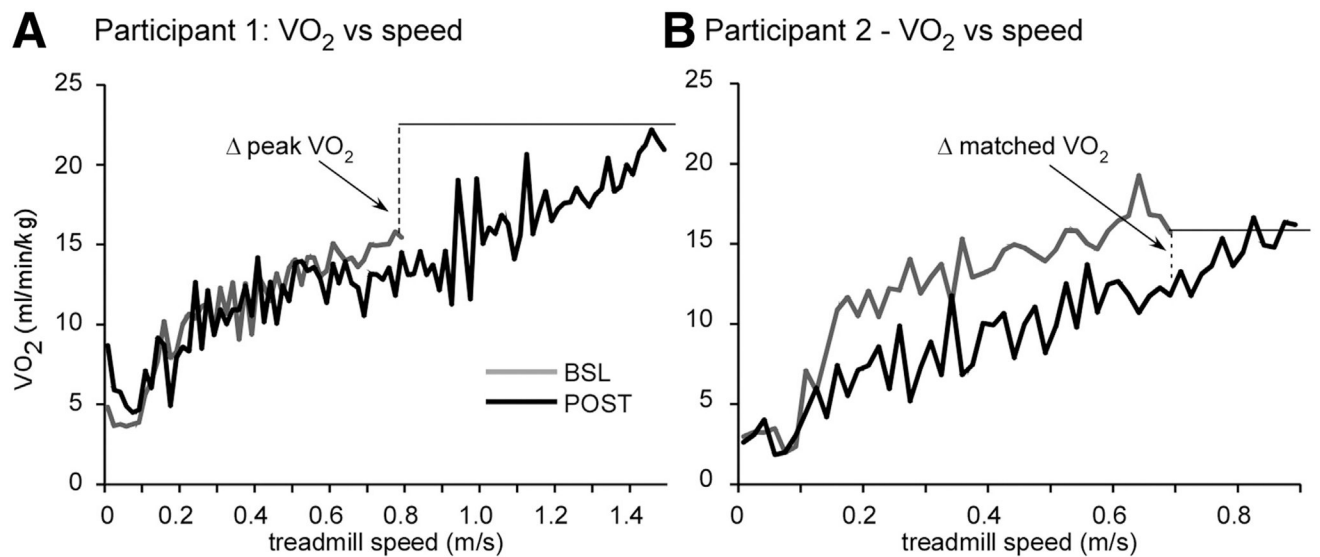 A Participant 1: VO2 vs speed
25
20
15
10
5
0
VO2 (ml/min/kg)
Δ peak VO2
BSL
POST
0 0.2 0.4 0.6 0.8 1.0 1.2 1.4
treadmill speed (m/s)
B Participant 2 - VO2 vs speed
25
20
15
10
5
0
Δ matched VO2
0 0.2 0.4 0.6 0.8
treadmill speed (m/s)